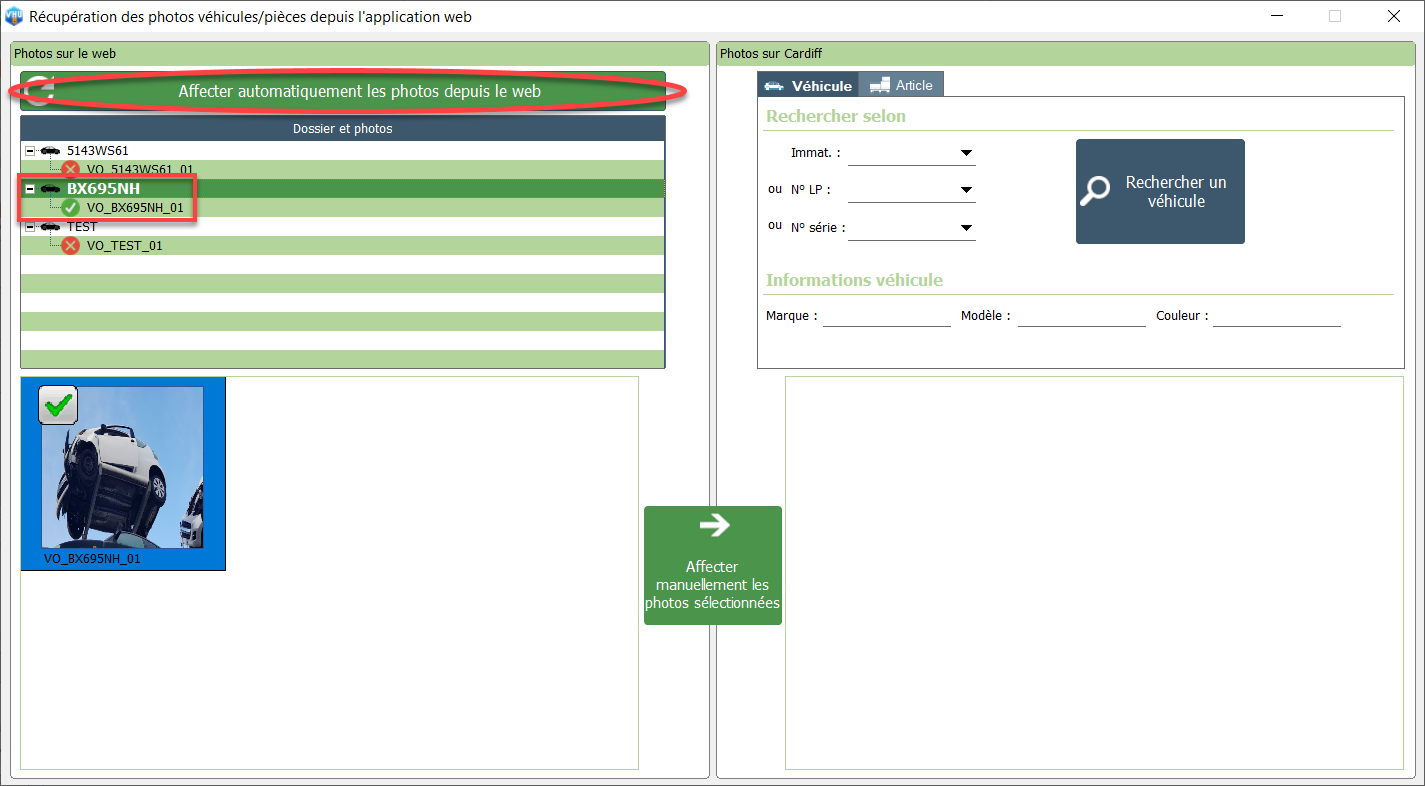 VHU
Récupération des photos véhicules/pièces depuis l'application web
Photos sur le web
Affecter automatiquement les photos depuis le web
Dossier et photos
5143WS61
VO_5143WS61_01
BX695NH
VO_BX695NH_01
TEST
VO_TEST_01
VO_BX695NH_01
Affecter
manuellement les
photos sélectionnées
Photos sur Cardiff
Véhicule
Article
Rechercher selon
Immat. :
ou N° LP :
ou N° série :
Rechercher un
véhicule
Informations véhicule
Marque :
Modèle :
Couleur :